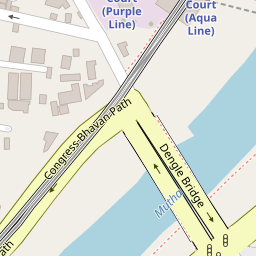 Court
(Purple
Line)
Court
(Aqua
Line)
Congress Bhavan Path
Dengle Bridge
Mutha
ath